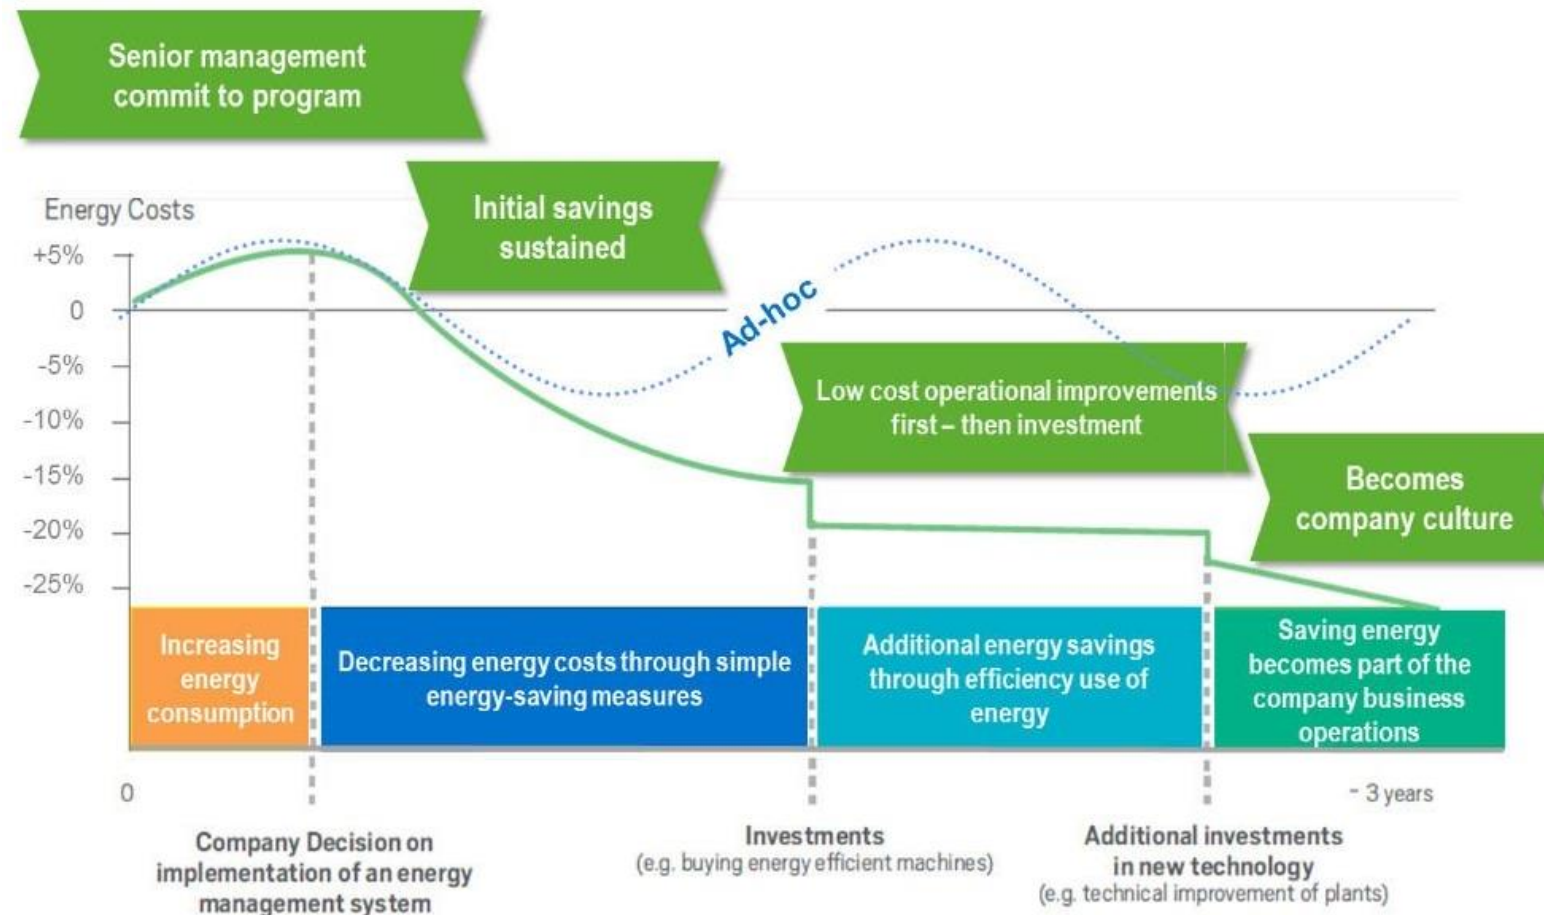 Senior management
commit to program
Initial savings
sustained
Energy Costs
+5%
0
-5%
-10%
-15%
-20%
-25%
Ad-hoc
Low cost operational improvements
first – then investment
Becomes
company culture
Increasing
energy
consumption
Decreasing energy costs through simple
energy-saving measures
Additional energy savings
through efficiency use of
energy
Saving energy
becomes part of the
company business
operations
0
~ 3 years
Company Decision on
implementation of an energy
management system
Investments
(e.g. buying energy efficient machines)
Additional investments
in new technology
(e.g. technical improvement of plants)